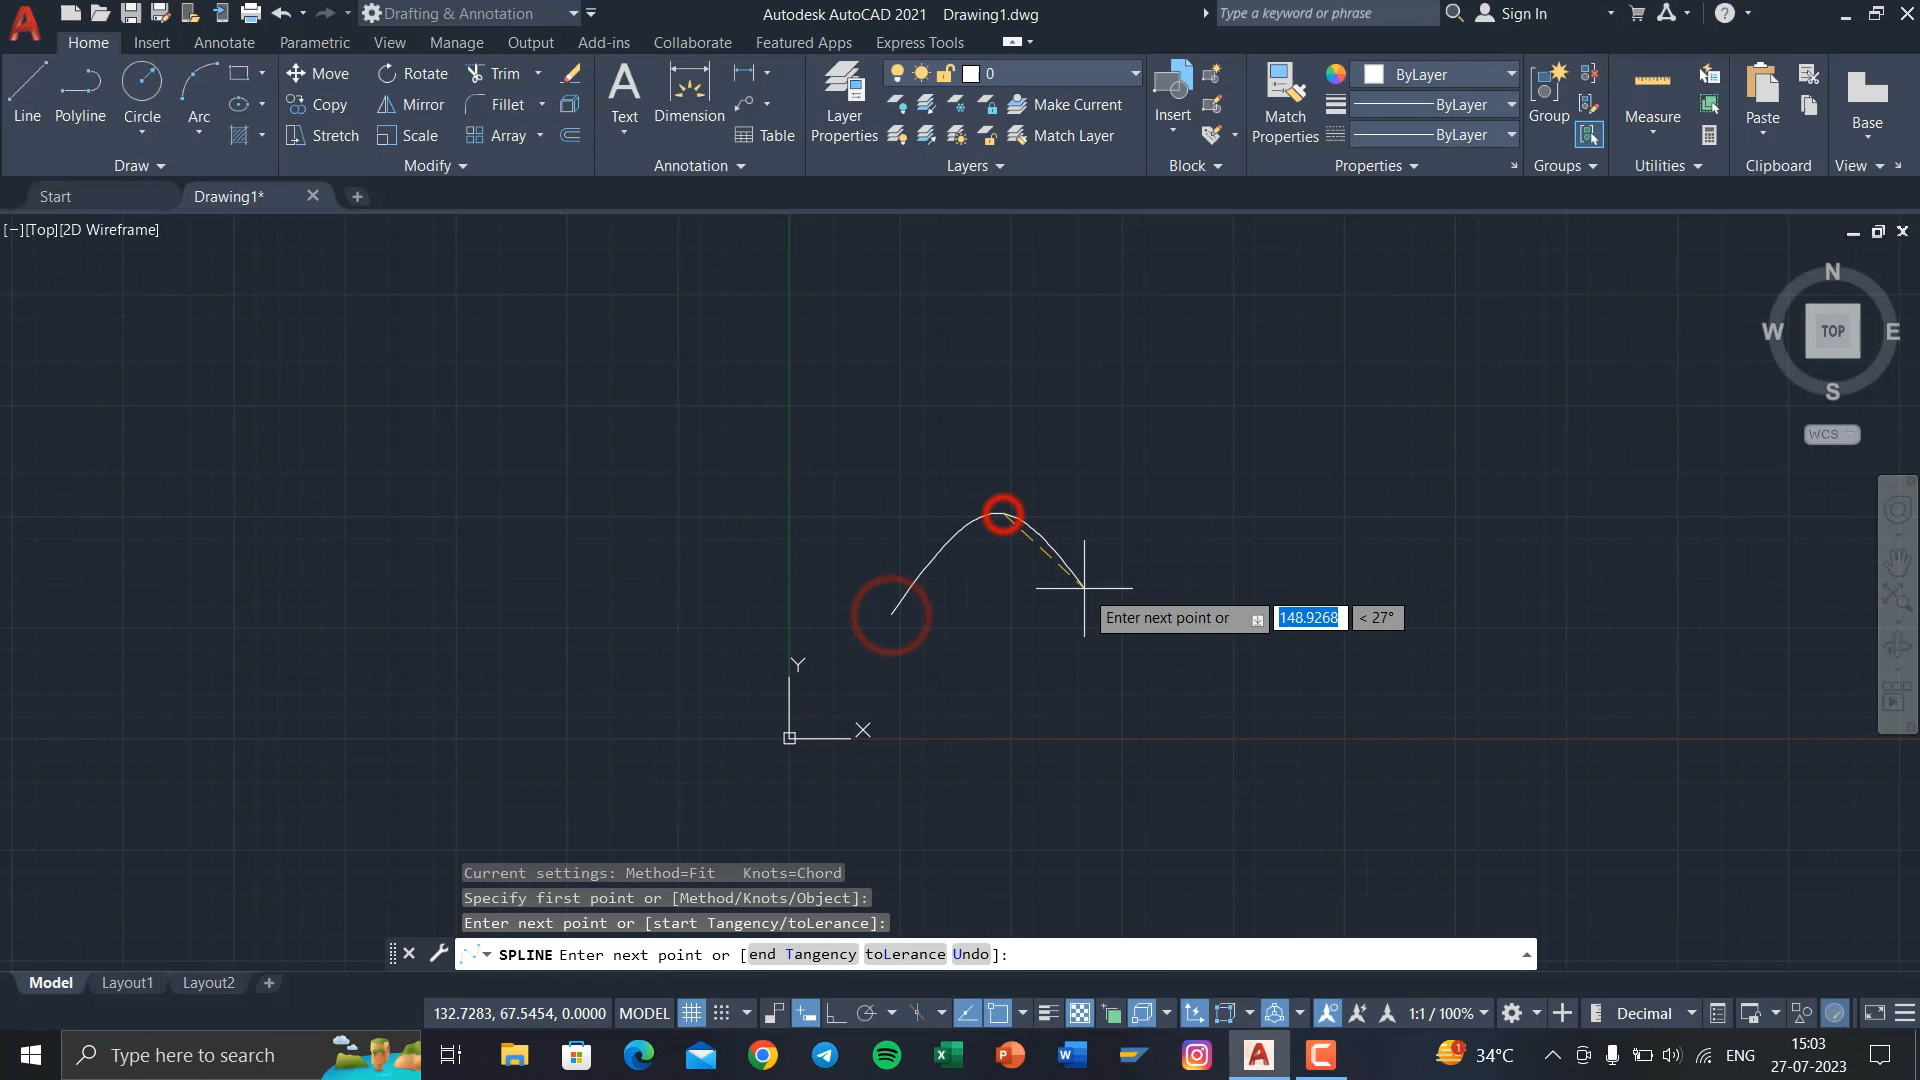 Drafting & Annotation
Autodesk AutoCAD 2021 Drawing1.dwg
Type a keyword or phrase
Sign In
Home Insert Annotate Parametric View Manage Output Add-ins Collaborate Featured Apps Express Tools
Line
Polyline
Circle
Arc
Draw
Move
Rotate
Trim
Copy
Mirror
Fillet
Stretch
Scale
Array
Modify
Text
Dimension
Table
Annotation
Layer
Properties
0
Make Current
Match Layer
Layers
Insert
Block
Match
Properties
ByLayer
ByLayer
ByLayer
Properties
Group
Groups
Measure
Utilities
Paste
Clipboard
Base
View
Start
Drawing1*
[−][Top][2D Wireframe]
N
W
TOP
E
S
WCS
Enter next point or 148.9268 < 27°
Y
X
Current settings: Method=Fit Knots=Chord
Specify first point or [Method/Knots/Object]:
Enter next point or [start Tangency/toLerance]:
SPLINE Enter next point or [end Tangency toLerance Undo]:
Model Layout1 Layout2
132.7283, 67.5454, 0.0000 MODEL
1:1 / 100%
Decimal
Type here to search
34°C
ENG
15:03
27-07-2023